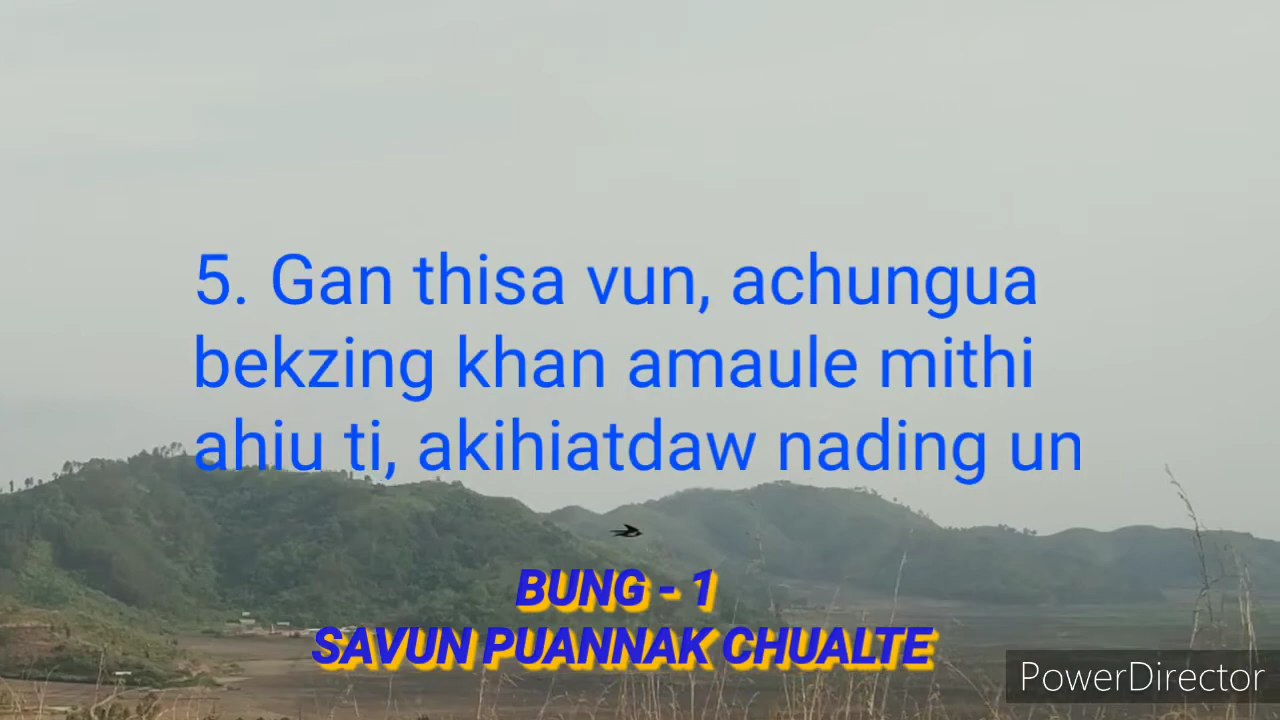 5. Gan thisa vun, achungua
bekzing khan amaule mithi
ahiu ti, akihiatdaw nading un
BUNG - 1
SAVUN PUANNAK CHUALTE
PowerDirector